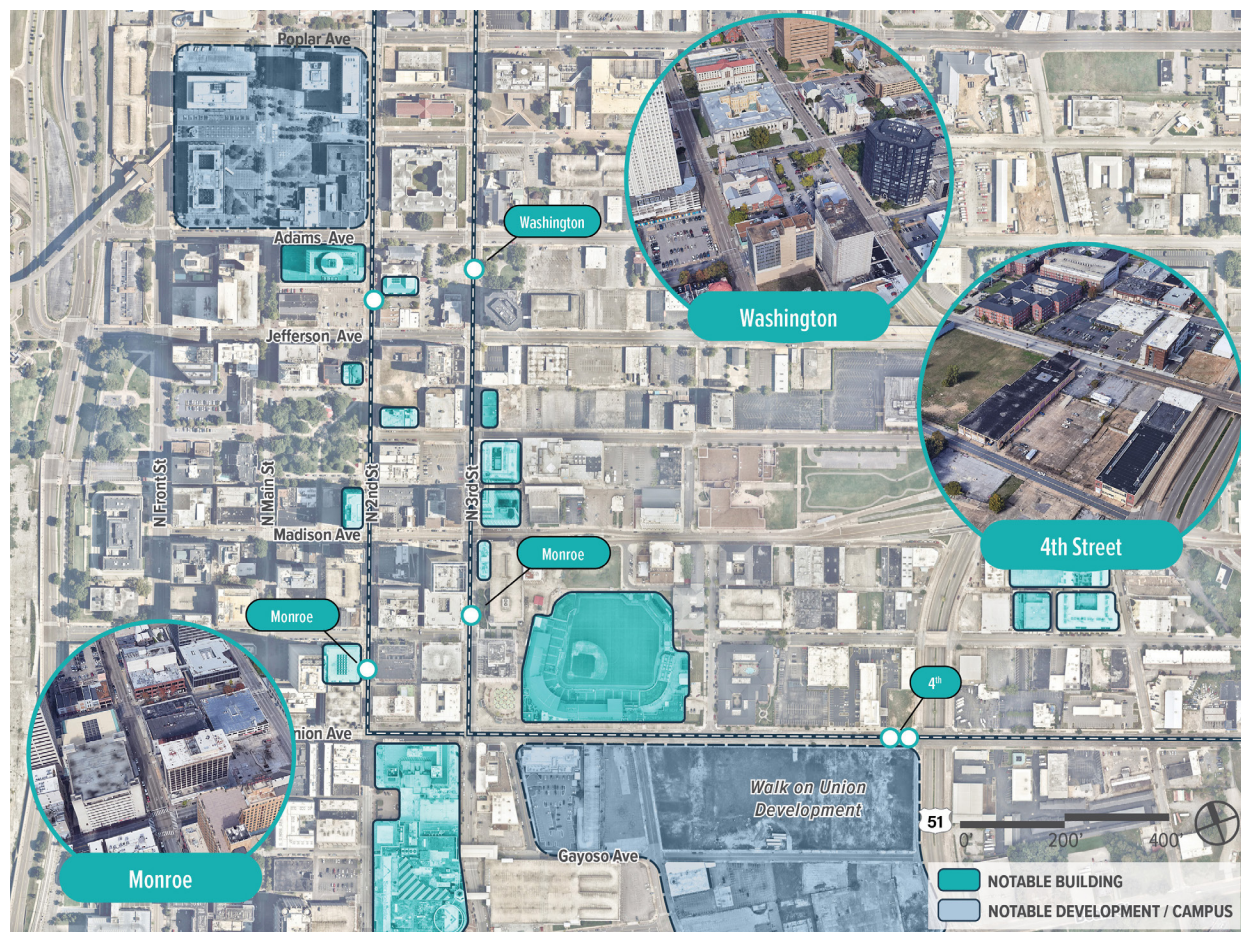 Poplar Ave
Washington
Adams Ave
Washington
Jefferson Ave
N Front St
N Main St
N 2nd St
N 3rd St
Madison Ave
4th Street
Monroe
Monroe
4th
nion Ave
Walk on Union
Development
51
0'
200'
400'
Gayoso Ave
Monroe
NOTABLE BUILDING
NOTABLE DEVELOPMENT / CAMPUS